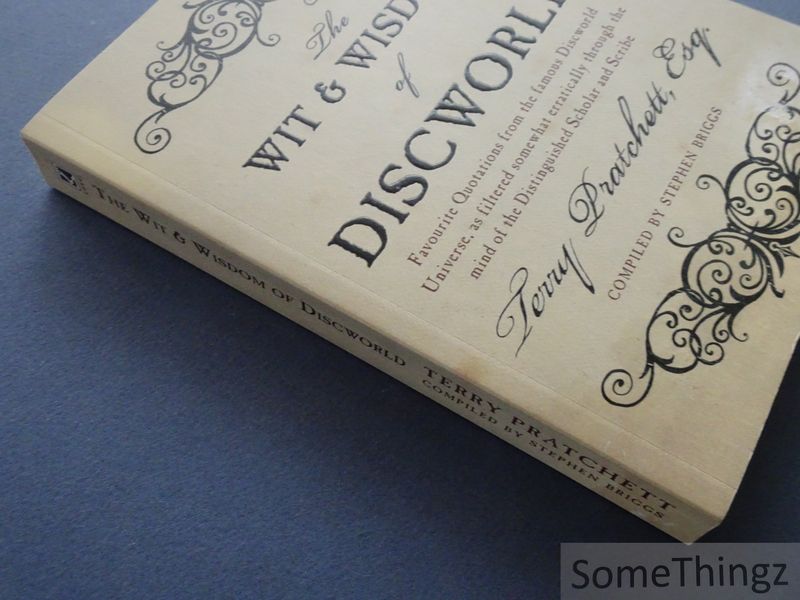 The
WIT & WISD
of
DISCWORL
Favourite Quotations from the famous Discworld
Universe, as filtered somewhat erratically through the
mind of the Distinguished Scholar and Scribe
Terry Pratchett, Esq.
COMPILED BY STEPHEN BRIGGS
THE WIT & WISDOM OF DISCWORLD TERRY PRATCHETT
COMPILED BY STEPHEN BRIGGS
SomeThingz